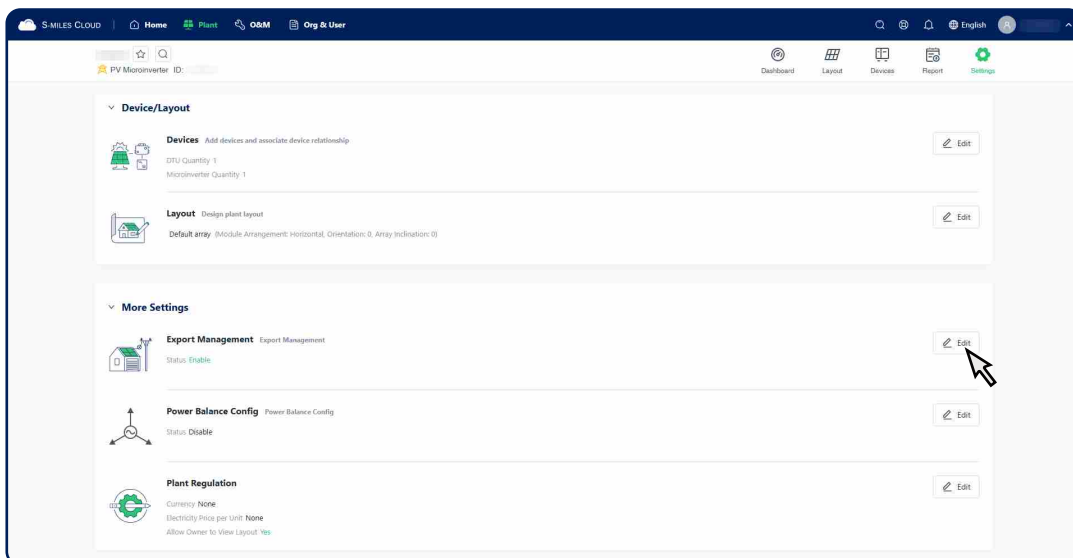 S-MILES CLOUD Home Plant O&M Org & User English
PV Microinverter ID:
Dashboard Layout Devices Report Settings
Device/Layout
Devices Add devices and associate device relationship
Edit
DTU Quantity 1
Microinverter Quantity 1
Layout Design plant layout
Edit
Default array (Module Arrangement: Horizontal, Orientation: 0, Array Inclination: 0)
More Settings
Export Management Export Management
Edit
Status Enable
Power Balance Config Power Balance Config
Edit
Status Disable
Plant Regulation
Edit
Currency None
Electricity Price per Unit None
Allow Owner to View Layout Yes